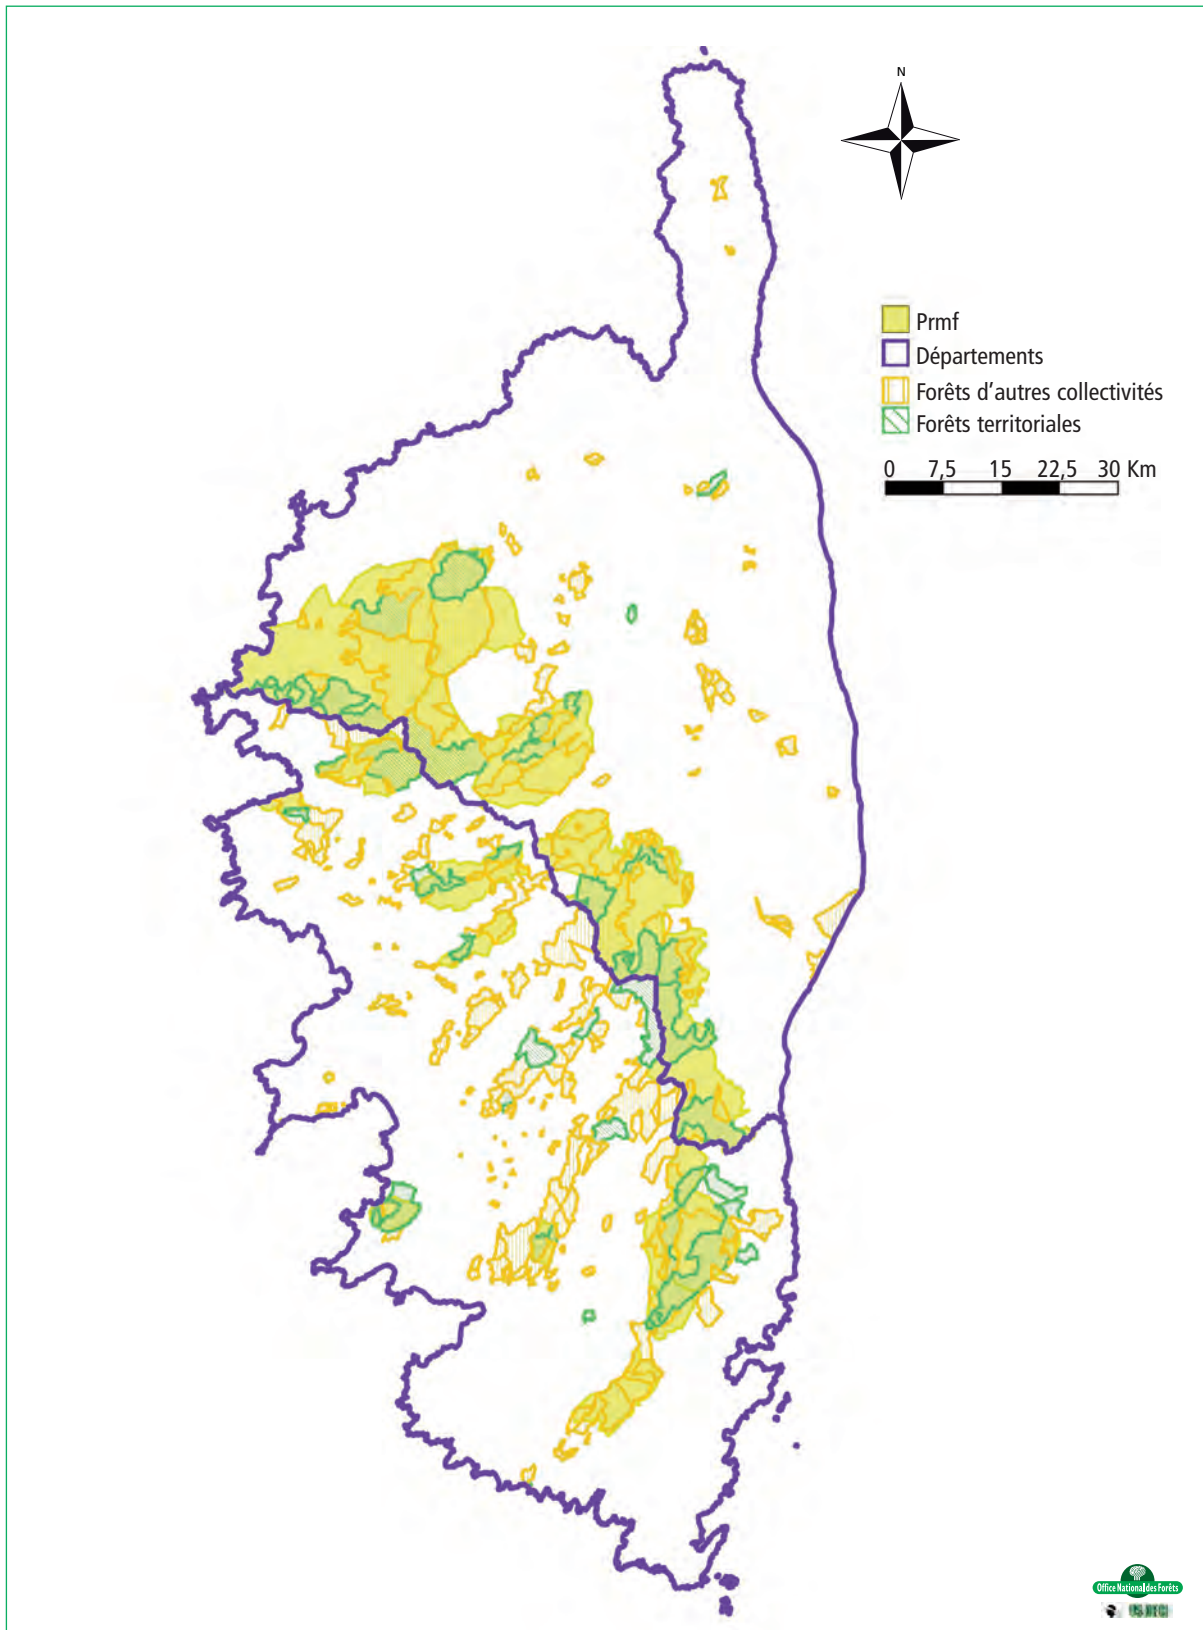 N
Prmf
Départements
Forêts d'autres collectivités
Forêts territoriales
0 7,5 15 22,5 30 Km
Office National des Forêts